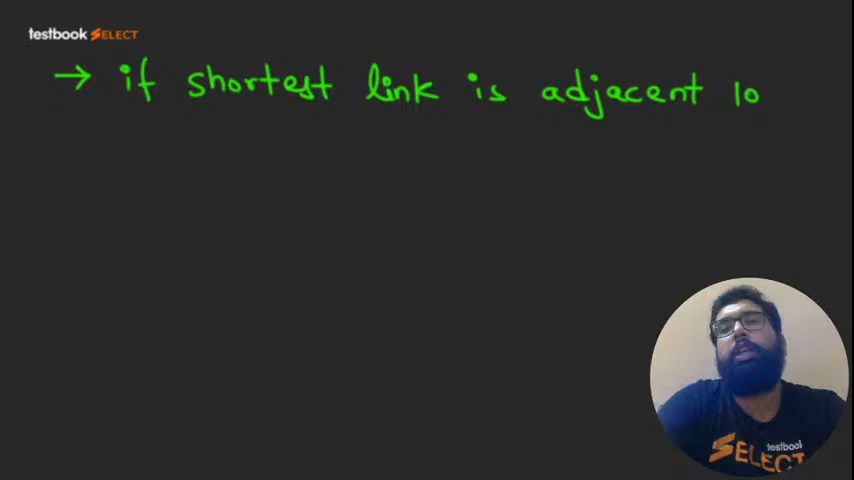 testbook SELECT
→ if shortest link is adjacent to
testbook
SELECT